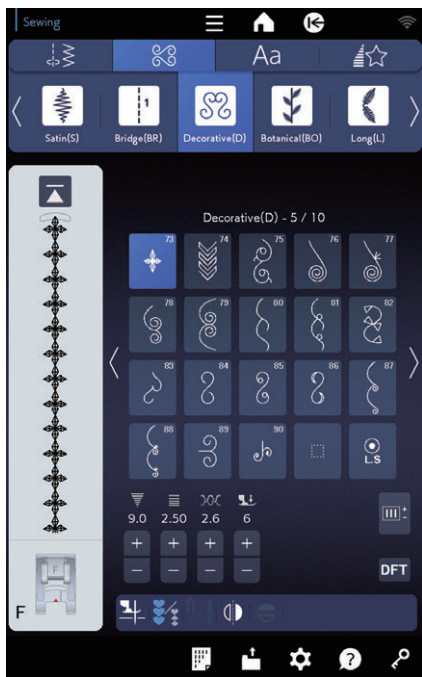 Sewing
Aa
1
Satin(S) Bridge(BR) Decorative(D) Botanical(BO) Long(L)
Decorative(D) - 5 / 10
73 74 75 76 77
78 79 80 81 82
83 84 85 86 87
88 89 90 L.S
9.0 2.50 2.6 6
+ + + +
- - - -
DFT
F
F
?